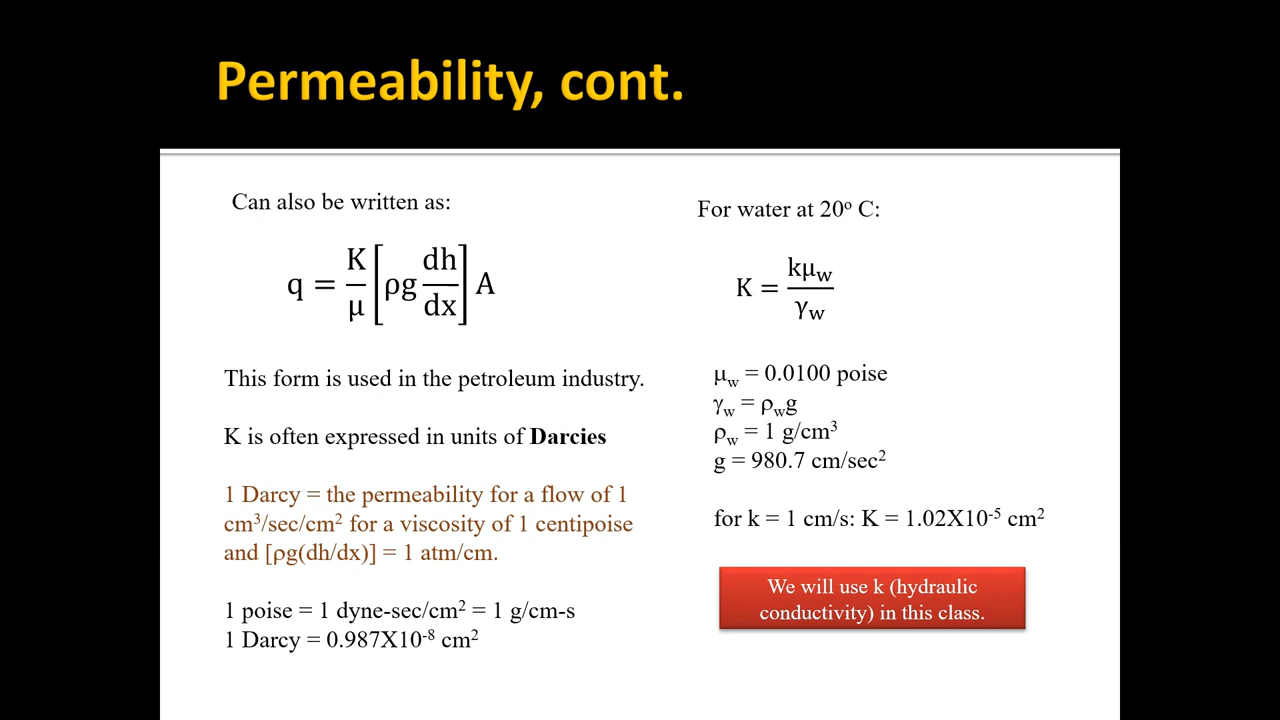 Permeability, cont.
Can also be written as:
q = K/μ [ρg dh/dx] A
This form is used in the petroleum industry.
K is often expressed in units of Darcies
1 Darcy = the permeability for a flow of 1
cm³/sec/cm² for a viscosity of 1 centipoise
and [ρg(dh/dx)] = 1 atm/cm.
1 poise = 1 dyne-sec/cm² = 1 g/cm-s
1 Darcy = 0.987X10⁻⁸ cm²
For water at 20º C:
K = kμw/γw
μw = 0.0100 poise
γw = ρwg
ρw = 1 g/cm³
g = 980.7 cm/sec²
for k = 1 cm/s: K = 1.02X10⁻⁵ cm²
We will use k (hydraulic
conductivity) in this class.